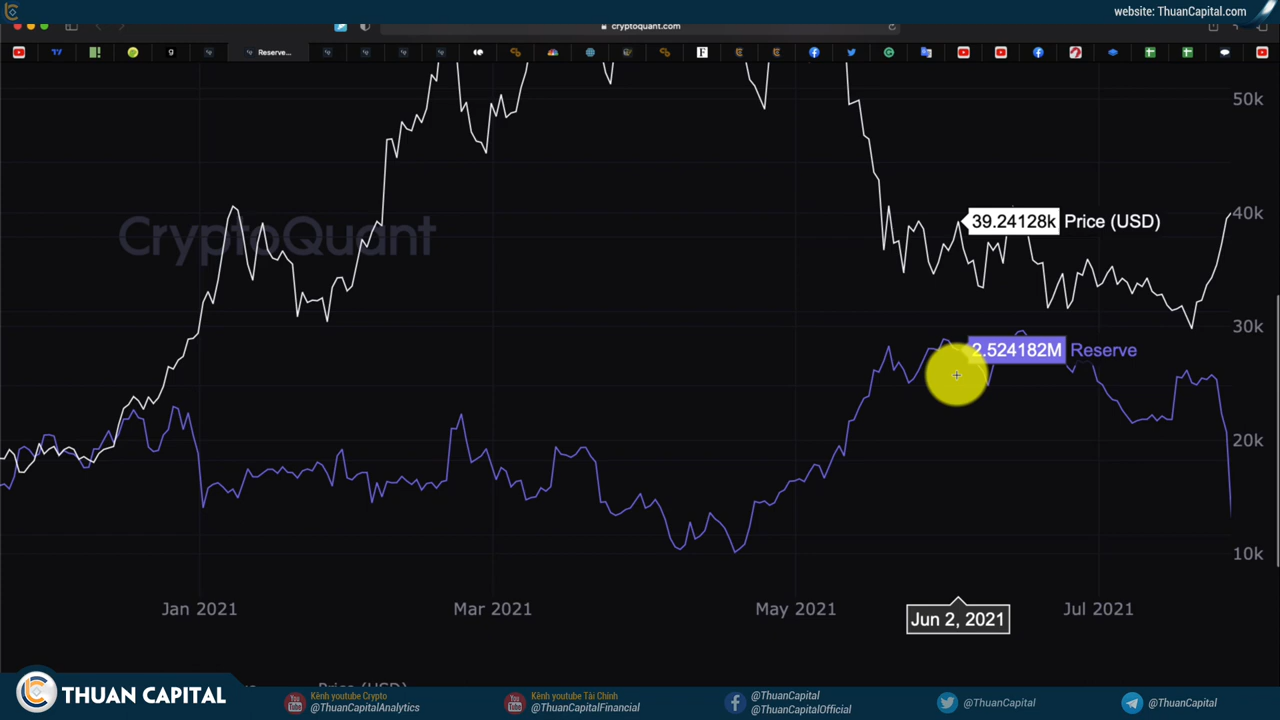 website: ThuanCapital.com
cryptoquant.com
Reserve...
50k
CryptoQuant
39.24128k Price (USD)
40k
30k
2.524182M Reserve
20k
10k
Jan 2021
Mar 2021
May 2021
Jul 2021
Jun 2, 2021
Price (USD)
THUAN CAPITAL
Kênh youtube Crypto
@ThuanCapitalAnalytics
Kênh youtube Tài Chính
@ThuanCapitalFinancial
@ThuanCapital
@ThuanCapitalOfficial
@ThuanCapital
@ThuanCapital